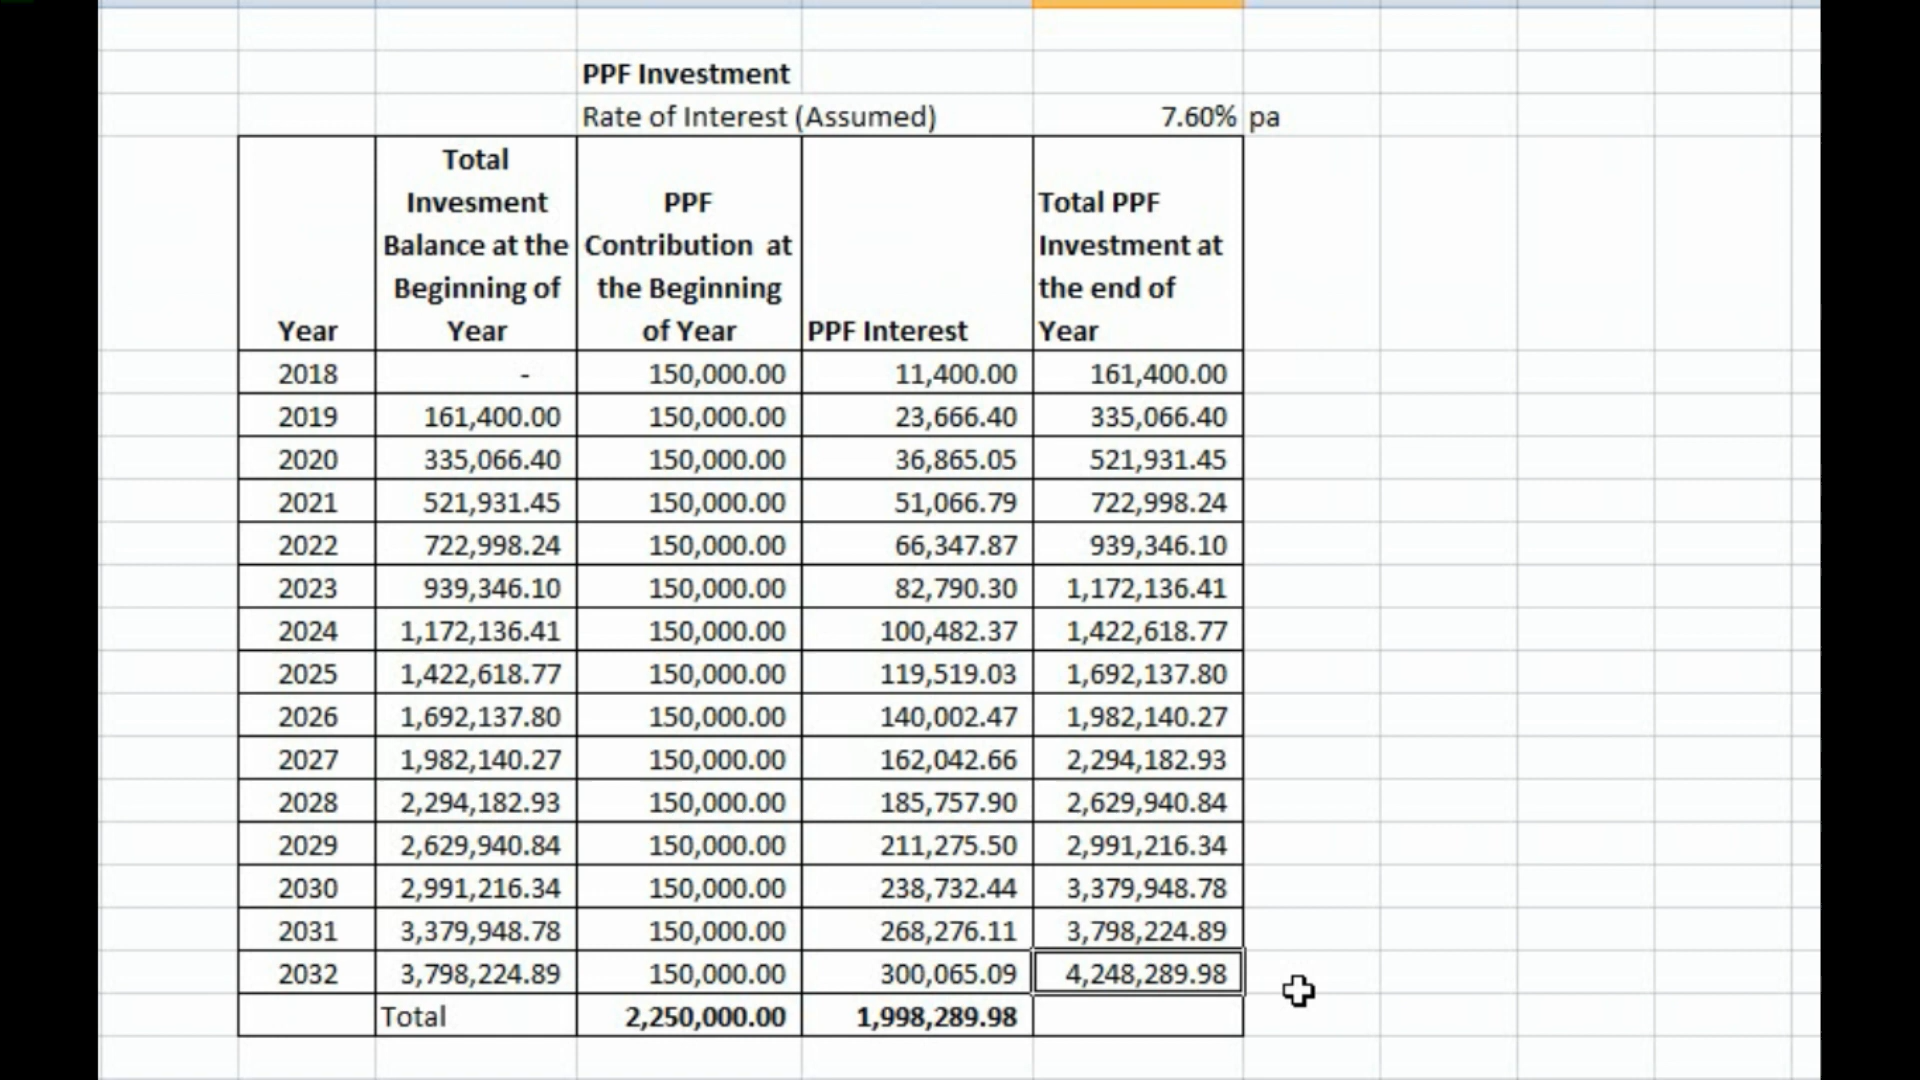 PPF Investment
Rate of Interest (Assumed) 7.60% pa
Year Total Invesment Balance at the Beginning of Year PPF Contribution at the Beginning of Year PPF Interest Total PPF Investment at the end of Year
2018 - 150,000.00 11,400.00 161,400.00
2019 161,400.00 150,000.00 23,666.40 335,066.40
2020 335,066.40 150,000.00 36,865.05 521,931.45
2021 521,931.45 150,000.00 51,066.79 722,998.24
2022 722,998.24 150,000.00 66,347.87 939,346.10
2023 939,346.10 150,000.00 82,790.30 1,172,136.41
2024 1,172,136.41 150,000.00 100,482.37 1,422,618.77
2025 1,422,618.77 150,000.00 119,519.03 1,692,137.80
2026 1,692,137.80 150,000.00 140,002.47 1,982,140.27
2027 1,982,140.27 150,000.00 162,042.66 2,294,182.93
2028 2,294,182.93 150,000.00 185,757.90 2,629,940.84
2029 2,629,940.84 150,000.00 211,275.50 2,991,216.34
2030 2,991,216.34 150,000.00 238,732.44 3,379,948.78
2031 3,379,948.78 150,000.00 268,276.11 3,798,224.89
2032 3,798,224.89 150,000.00 300,065.09 4,248,289.98
Total 2,250,000.00 1,998,289.98